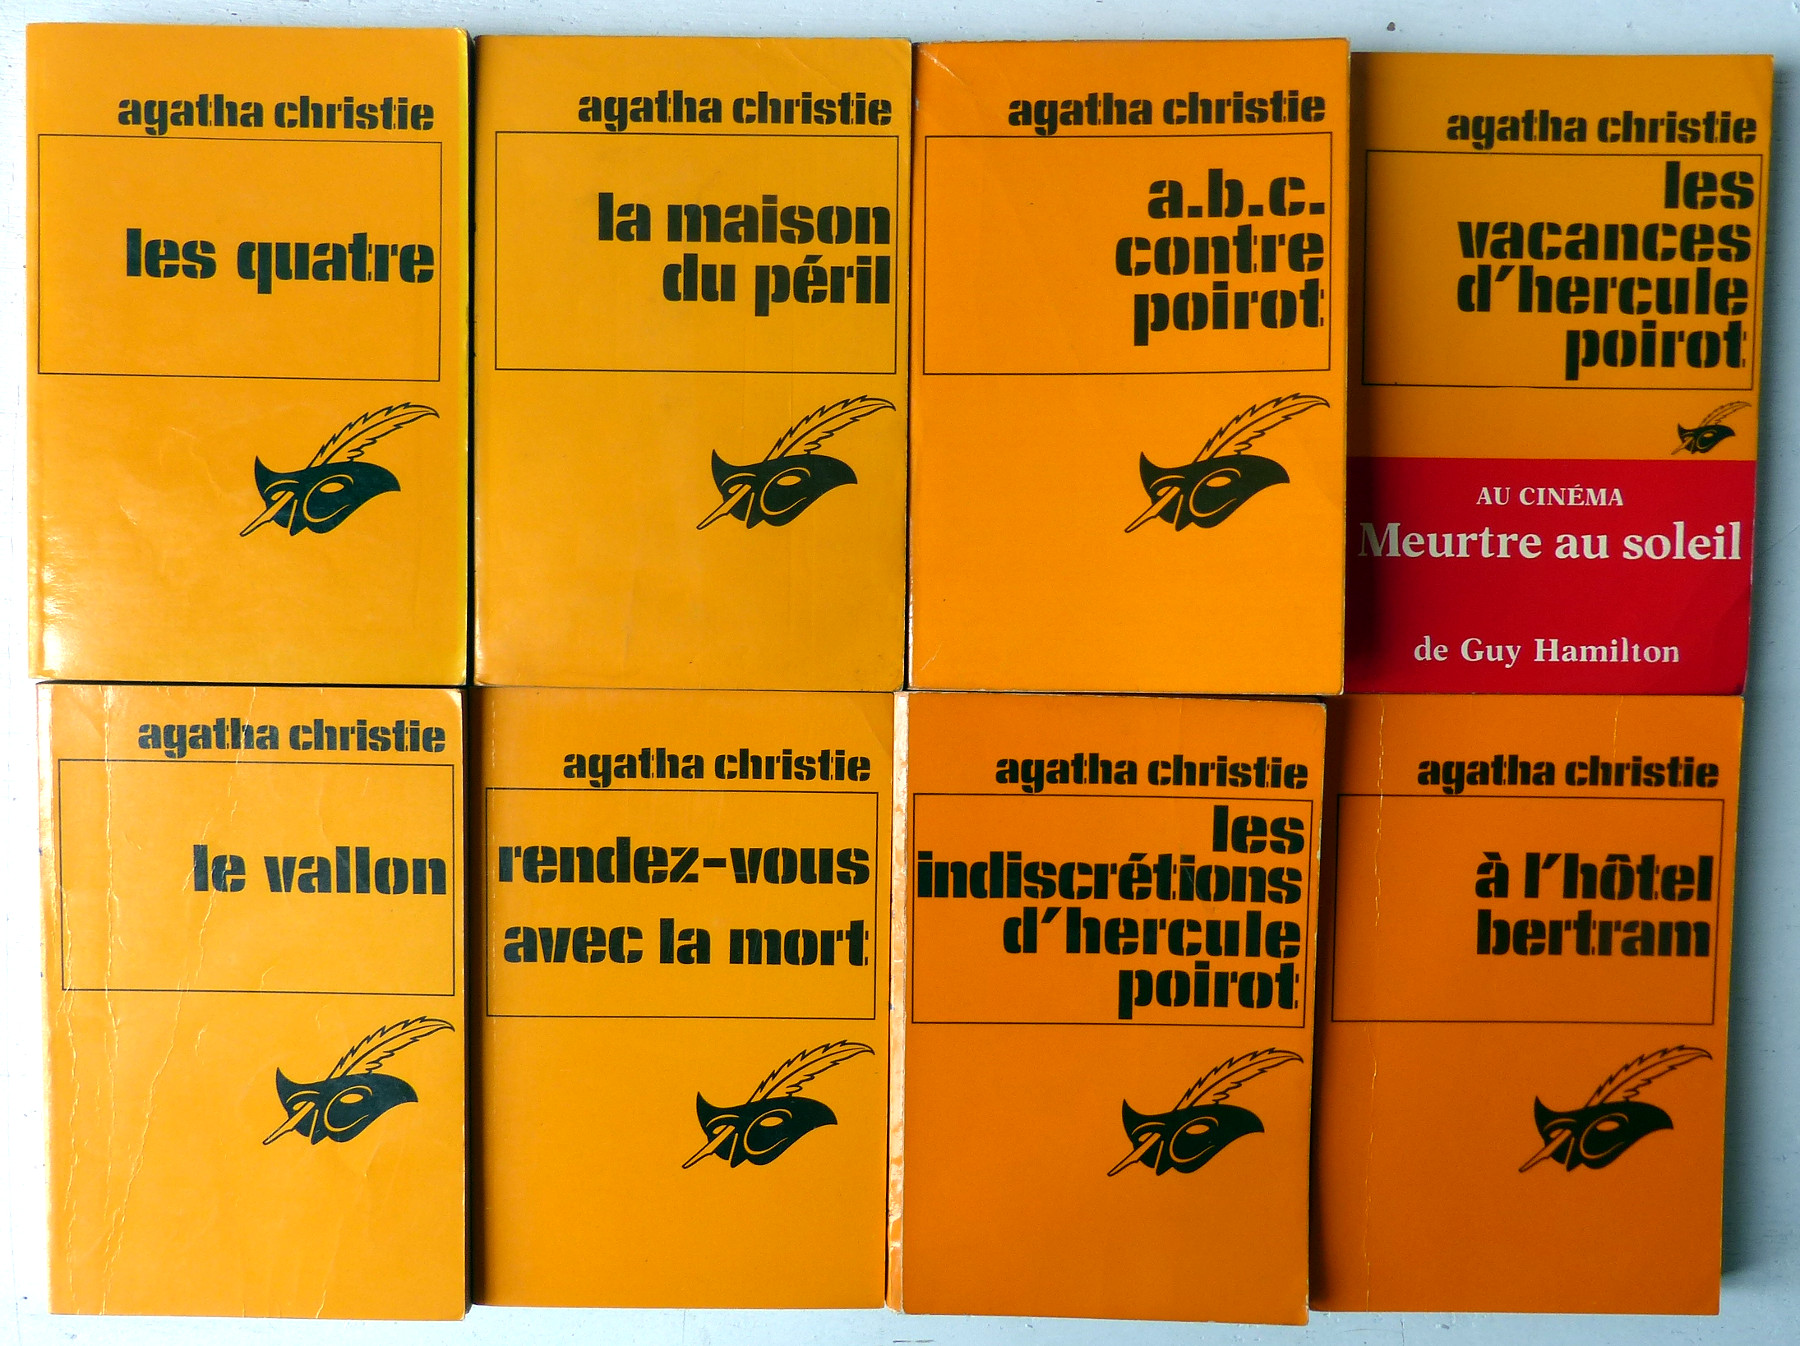 agatha christie
les quatre
agatha christie
la maison
du péril
agatha christie
a.b.c.
contre
poirot
agatha christie
les
vacances
d'hercule
poirot
AU CINÉMA
Meurtre au soleil
de Guy Hamilton
agatha christie
le vallon
agatha christie
rendez-vous
avec la mort
agatha christie
les
indiscrétions
d'hercule
poirot
agatha christie
à l'hôtel
bertram